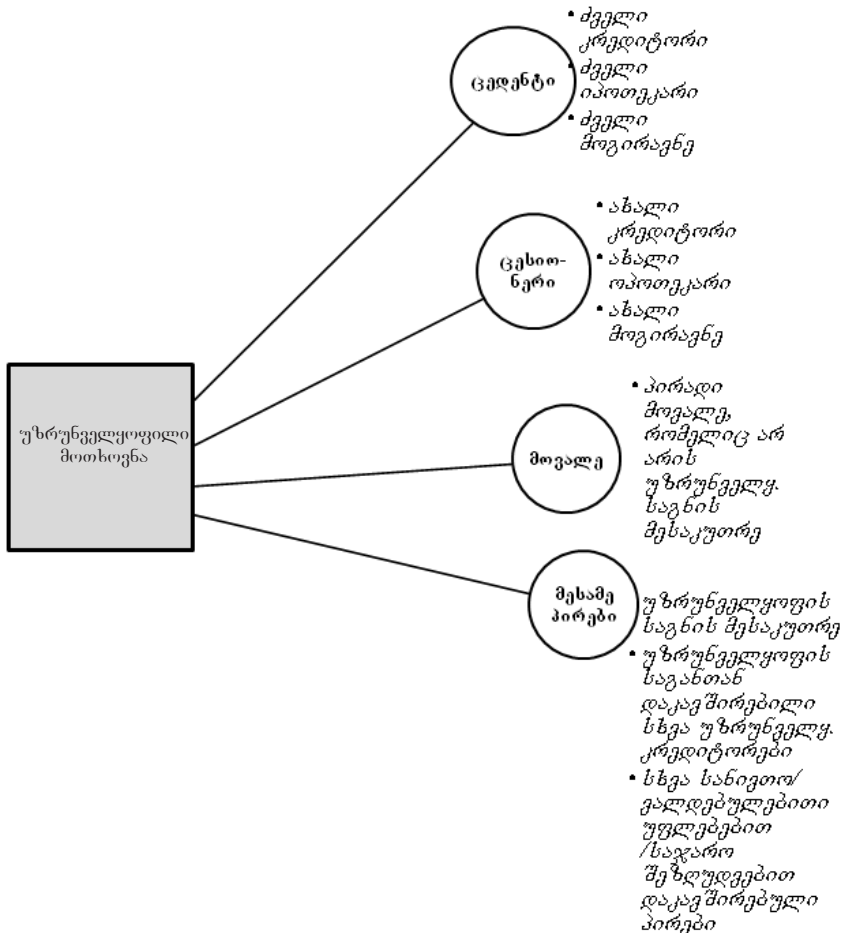 • ძველი
კრედიტორი
• ძველი
იპოთეკარი
• ძველი
მოგირავნე
ცედენტი
• ახალი
კრედიტორი
• ახალი
ოპოთეკარი
• ახალი
მოგირავნე
ცესიო-
ნერი
უზრუნველყოფილი
მოთხოვნა
• პირადი
მოვალე,
რომელიც არ
არის
უზრუნველყ.
საგნის
მესაკუთრე
მოვალე
მესამე
პირები
უზრუნველყოფის
საგნის მესაკუთრე
• უზრუნველყოფის
საგანთან
დაკავშირებილი
სხვა უზრუნველყ.
კრედიტორები
• სხვა სანივთო/
ვალდებულებითი
უფლებებით
/საჯარო
შეზღუდვებით
დაკავშირებული
პირები